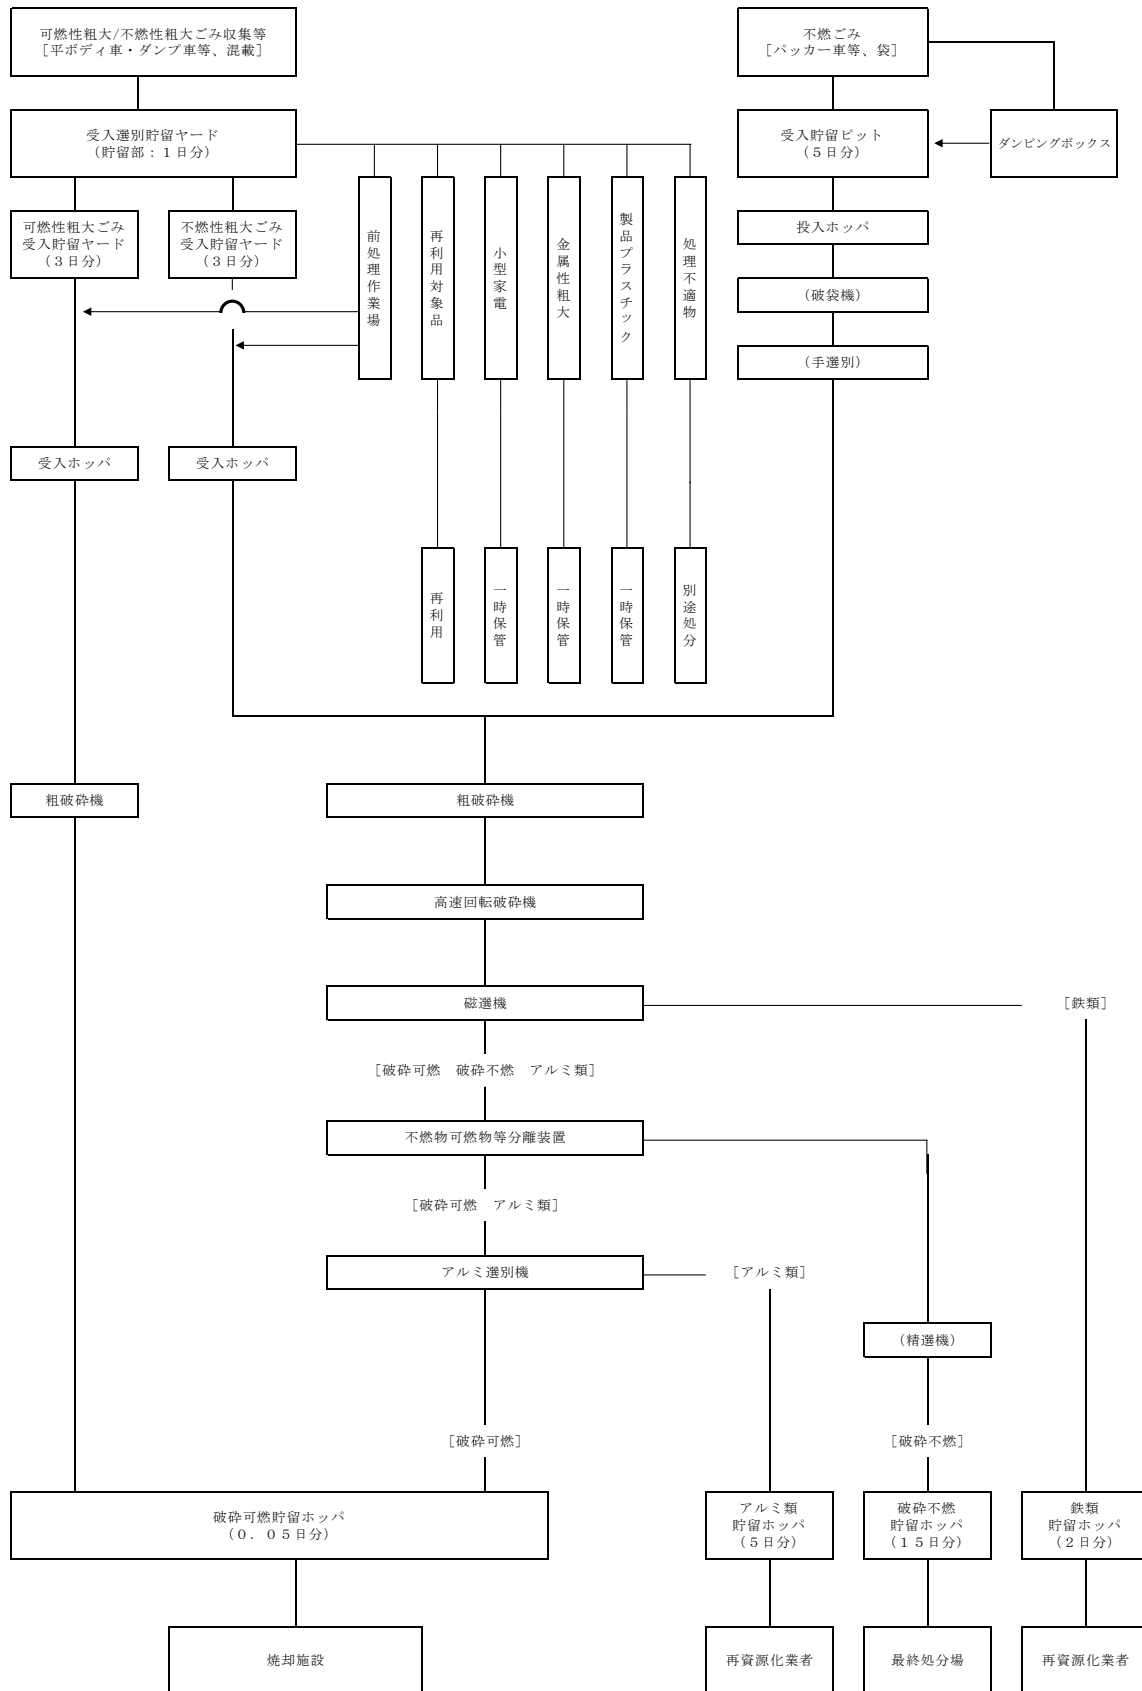 可燃性粗大/不燃性粗大ごみ収集等
［平ボディ車・ダンプ車等、混載］
不燃ごみ
［パッカー車等、袋］
受入選別貯留ヤード
（貯留部：１日分）
受入貯留ピット
（５日分）
ダンピングボックス
可燃性粗大ごみ
受入貯留ヤード
（３日分）
不燃性粗大ごみ
受入貯留ヤード
（３日分）
前処理作業場
再利用対象品
小型家電
金属性粗大
製品プラスチック
処理不適物
投入ホッパ
（破袋機）
（手選別）
受入ホッパ
受入ホッパ
再利用
一時保管
一時保管
一時保管
別途処分
粗破砕機
粗破砕機
高速回転破砕機
磁選機
［鉄類］
［破砕可燃　破砕不燃　アルミ類］
不燃物可燃物等分離装置
［破砕可燃　アルミ類］
アルミ選別機
［アルミ類］
（精選機）
［破砕可燃］
［破砕不燃］
破砕可燃貯留ホッパ
（０．０５日分）
アルミ類
貯留ホッパ
（５日分）
破砕不燃
貯留ホッパ
（１５日分）
鉄類
貯留ホッパ
（２日分）
焼却施設
再資源化業者
最終処分場
再資源化業者